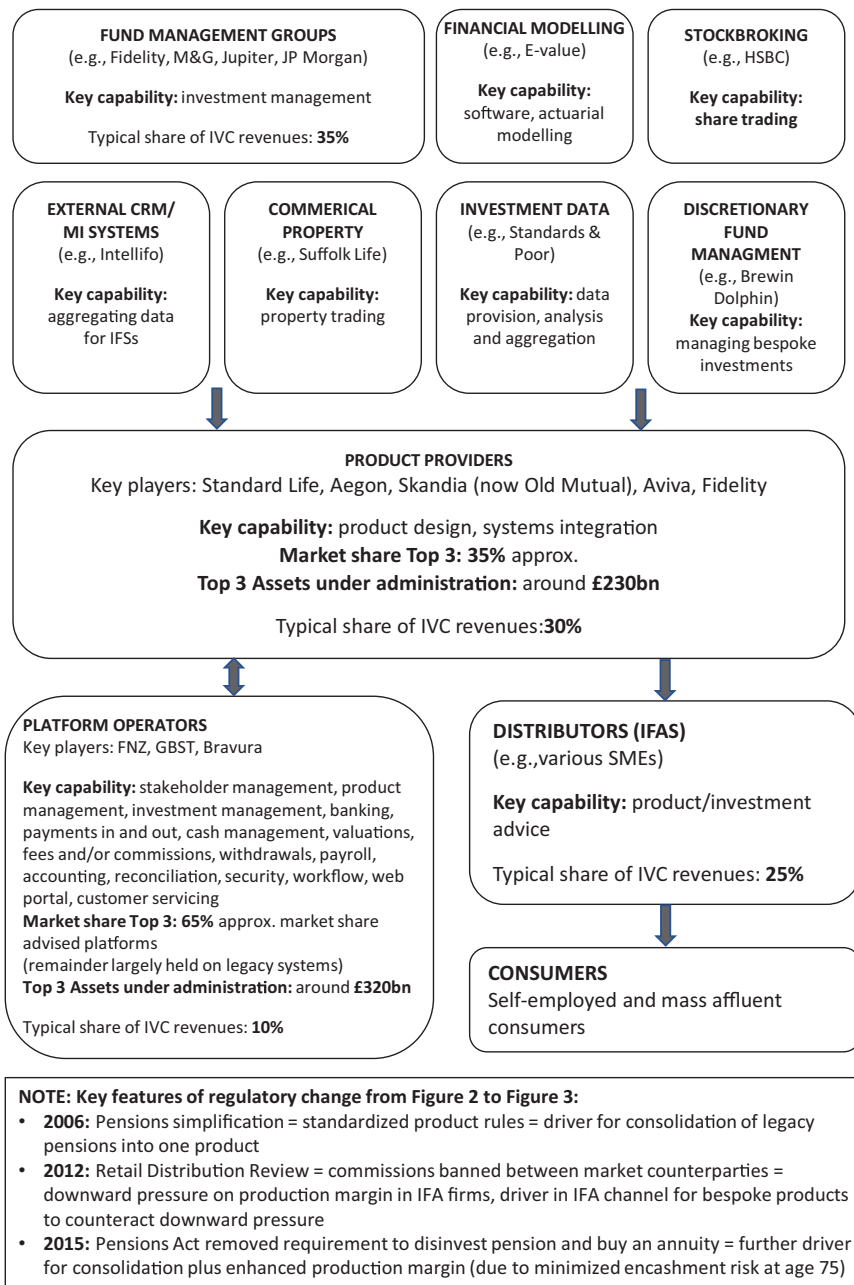 FUND MANAGEMENT GROUPS
(e.g., Fidelity, M&G, Jupiter, JP Morgan)
Key capability: investment management
Typical share of IVC revenues: 35%
FINANCIAL MODELLING
(e.g., E-value)
Key capability:
software, actuarial
modelling
STOCKBROKING
(e.g., HSBC)
Key capability:
share trading
EXTERNAL CRM/
MI SYSTEMS
(e.g., Intellifo)
Key capability:
aggregating data
for IFSs
COMMERICAL
PROPERTY
(e.g., Suffolk Life)
Key capability:
property trading
INVESTMENT DATA
(e.g., Standards &
Poor)
Key capability: data
provision, analysis
and aggregation
DISCRETIONARY
FUND
MANAGMENT
(e.g., Brewin
Dolphin)
Key capability:
managing bespoke
investments
PRODUCT PROVIDERS
Key players: Standard Life, Aegon, Skandia (now Old Mutual), Aviva, Fidelity
Key capability: product design, systems integration
Market share Top 3: 35% approx.
Top 3 Assets under administration: around £230bn
Typical share of IVC revenues:30%
PLATFORM OPERATORS
Key players: FNZ, GBST, Bravura
Key capability: stakeholder management, product
management, investment management, banking,
payments in and out, cash management, valuations,
fees and/or commissions, withdrawals, payroll,
accounting, reconciliation, security, workflow, web
portal, customer servicing
Market share Top 3: 65% approx. market share
advised platforms
(remainder largely held on legacy systems)
Top 3 Assets under administration: around £320bn
Typical share of IVC revenues: 10%
DISTRIBUTORS (IFAS)
(e.g.,various SMEs)
Key capability: product/investment
advice
Typical share of IVC revenues: 25%
CONSUMERS
Self-employed and mass affluent
consumers
NOTE: Key features of regulatory change from Figure 2 to Figure 3:
• 2006: Pensions simplification = standardized product rules = driver for consolidation of legacy
pensions into one product
• 2012: Retail Distribution Review = commissions banned between market counterparties =
downward pressure on production margin in IFA firms, driver in IFA channel for bespoke products
to counteract downward pressure
• 2015: Pensions Act removed requirement to disinvest pension and buy an annuity = further driver
for consolidation plus enhanced production margin (due to minimized encashment risk at age 75)